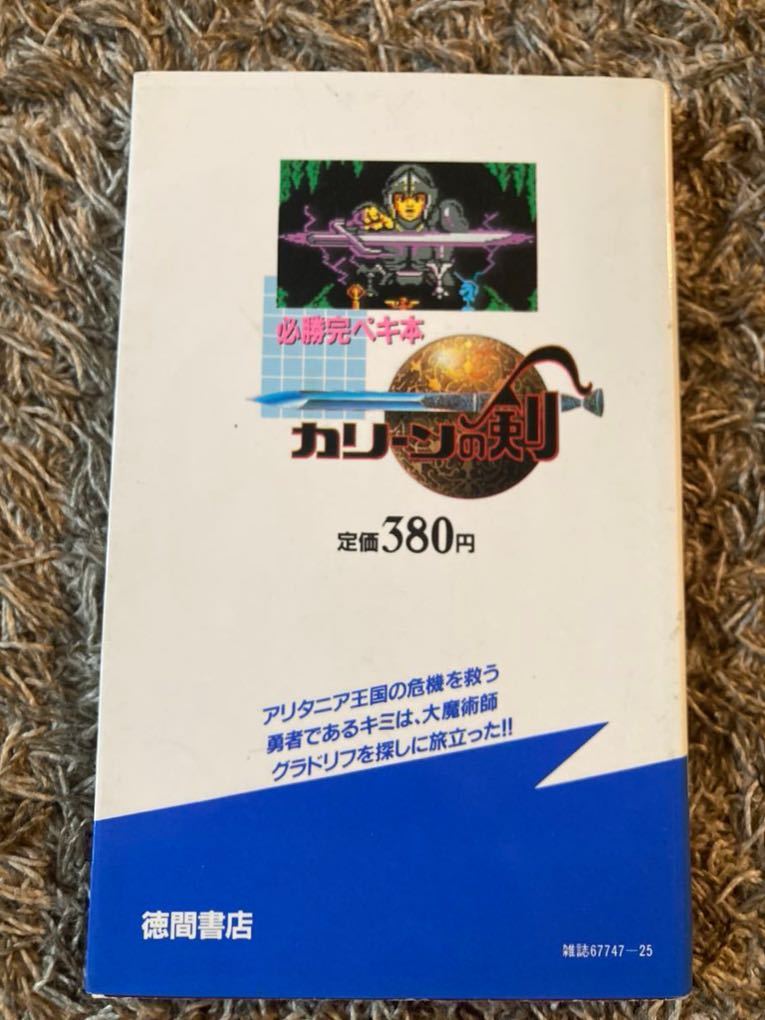 必勝完ペキ本
カリーンの剣
定価380円
アリタニア王国の危機を救う
勇者であるキミは、大魔術師
グラドリフを探しに旅立った!!
徳間書店
雑誌67747-25